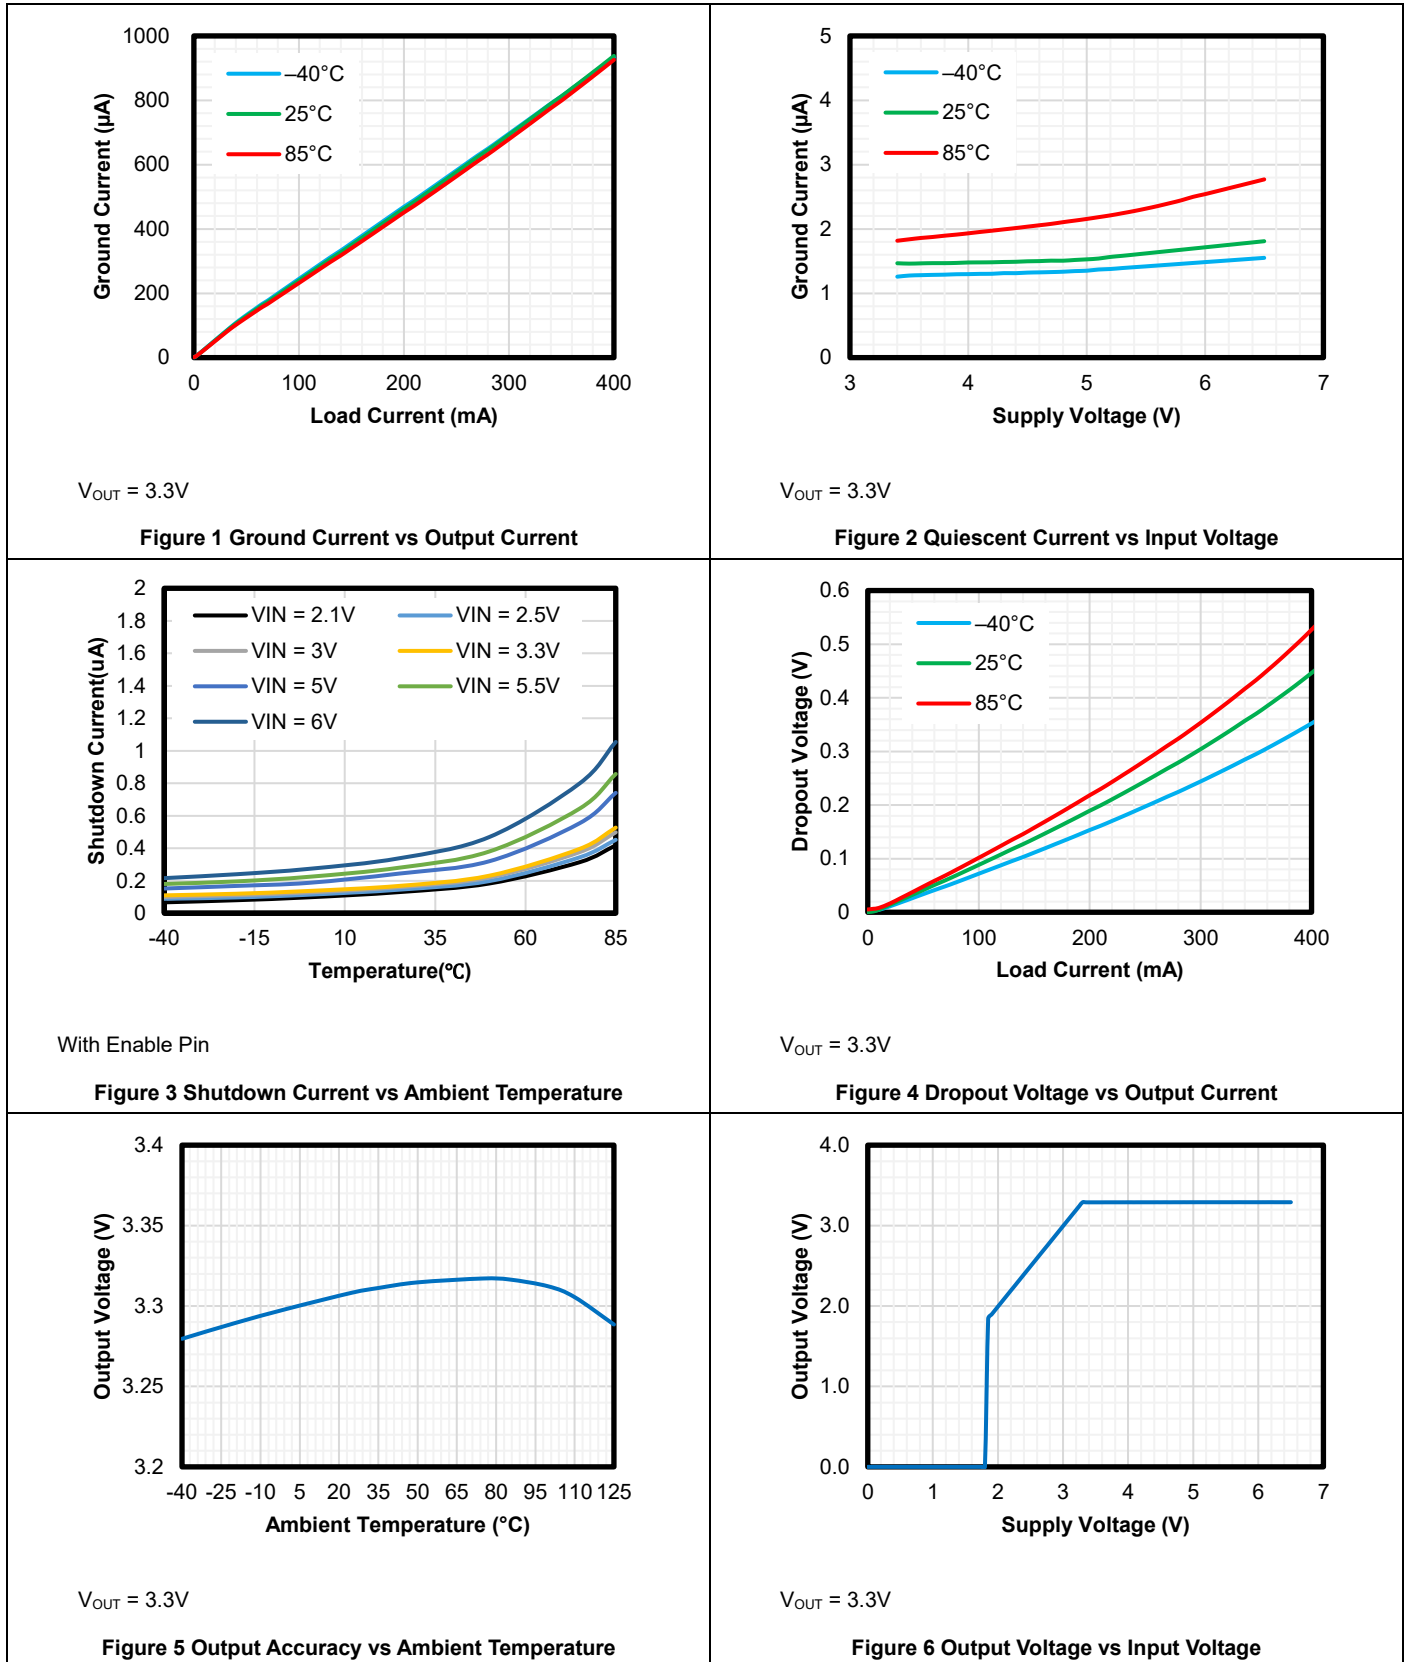 1000
800
600
400
200
0
0 100 200 300 400
Ground Current (µA)
Load Current (mA)
–40°C
25°C
85°C
V_OUT = 3.3V
Figure 1 Ground Current vs Output Current
5
4
3
2
1
0
3 4 5 6 7
Ground Current (µA)
Supply Voltage (V)
–40°C
25°C
85°C
V_OUT = 3.3V
Figure 2 Quiescent Current vs Input Voltage
2
1.8
1.6
1.4
1.2
1
0.8
0.6
0.4
0.2
0
-40 -15 10 35 60 85
Shutdown Current(uA)
Temperature(℃)
VIN = 2.1V VIN = 2.5V
VIN = 3V VIN = 3.3V
VIN = 5V VIN = 5.5V
VIN = 6V
With Enable Pin
Figure 3 Shutdown Current vs Ambient Temperature
0.6
0.5
0.4
0.3
0.2
0.1
0
0 100 200 300 400
Dropout Voltage (V)
Load Current (mA)
–40°C
25°C
85°C
V_OUT = 3.3V
Figure 4 Dropout Voltage vs Output Current
3.4
3.35
3.3
3.25
3.2
-40 -25 -10 5 20 35 50 65 80 95 110 125
Output Voltage (V)
Ambient Temperature (°C)
V_OUT = 3.3V
Figure 5 Output Accuracy vs Ambient Temperature
4.0
3.0
2.0
1.0
0.0
0 1 2 3 4 5 6 7
Output Voltage (V)
Supply Voltage (V)
V_OUT = 3.3V
Figure 6 Output Voltage vs Input Voltage